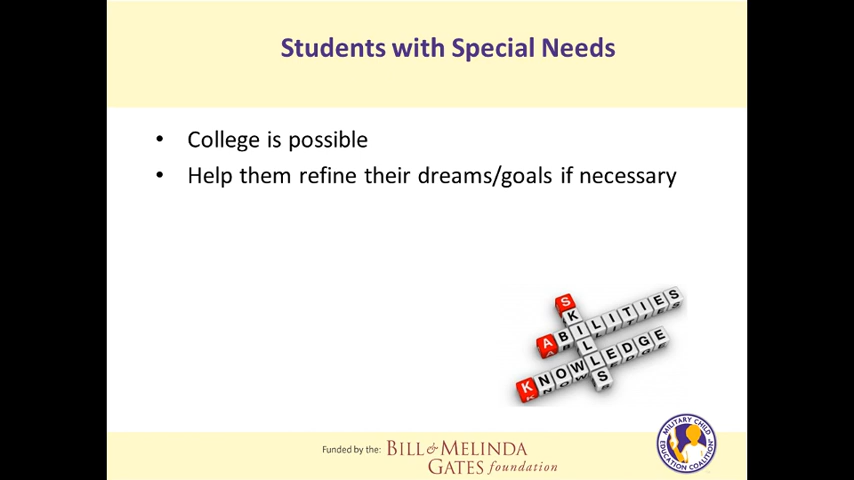 Students with Special Needs
• College is possible
• Help them refine their dreams/goals if necessary
SKILLS
ABILITIES
KNOWLEDGE
Funded by the: BILL & MELINDA
GATES foundation
MILITARY CHILD
EDUCATION COALITION